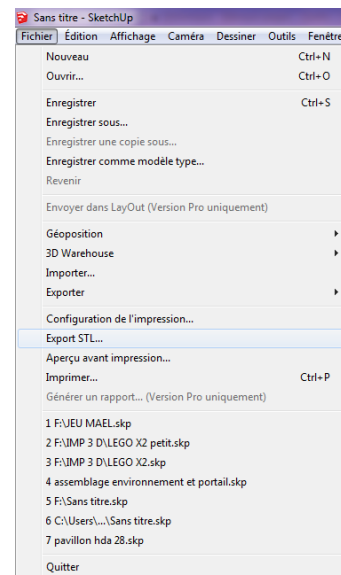 Sans titre - SketchUp
Fichier Édition Affichage Caméra Dessiner Outils Fenêtre
Nouveau Ctrl+N
Ouvrir... Ctrl+O
Enregistrer Ctrl+S
Enregistrer sous...
Enregistrer une copie sous...
Enregistrer comme modèle type...
Revenir
Envoyer dans LayOut (Version Pro uniquement)
Géoposition
3D Warehouse
Importer...
Exporter
Configuration de l'impression...
Export STL...
Aperçu avant impression...
Imprimer... Ctrl+P
Générer un rapport... (Version Pro uniquement)
1 F:\JEU MAEL.skp
2 F:\IMP 3 D\LEGO X2 petit.skp
3 F:\IMP 3 D\LEGO X2.skp
4 assemblage environnement et portail.skp
5 F:\Sans titre.skp
6 C:\Users\...\Sans titre.skp
7 pavillon hda 28.skp
Quitter